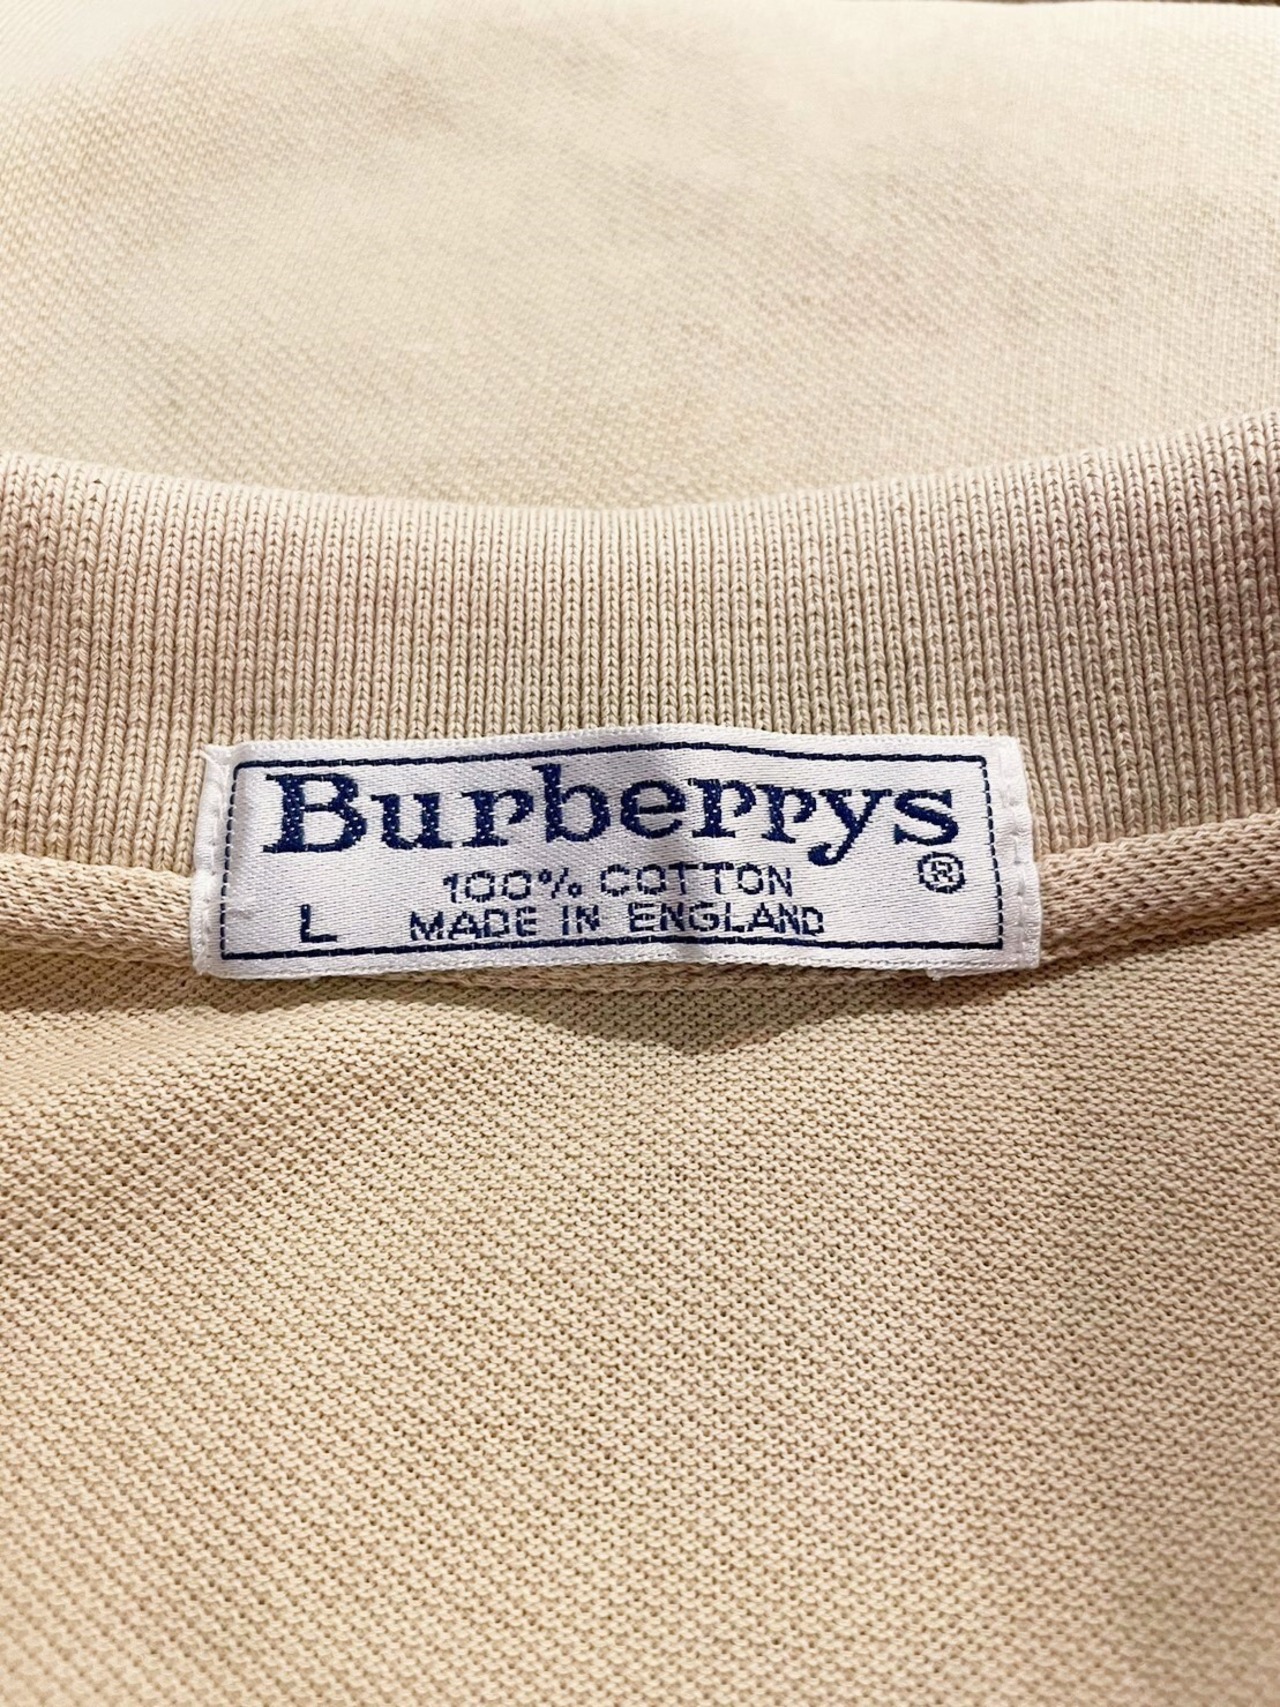 Burberrys
®
100% COTTON
L MADE IN ENGLAND